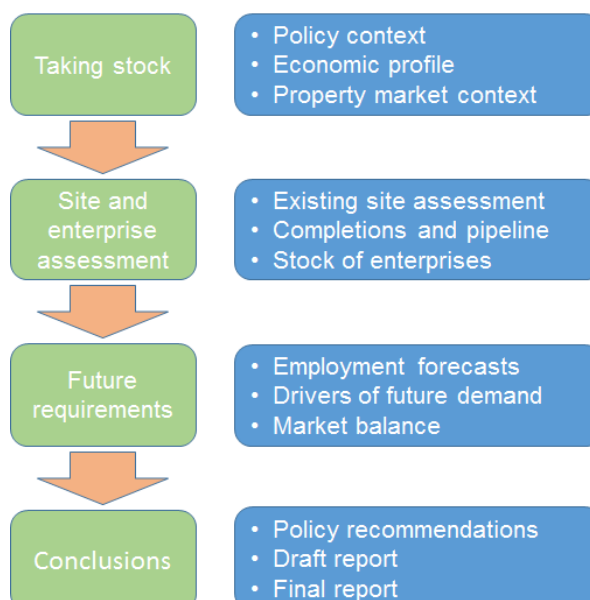 Taking stock
• Policy context
• Economic profile
• Property market context
Site and
enterprise
assessment
• Existing site assessment
• Completions and pipeline
• Stock of enterprises
Future
requirements
• Employment forecasts
• Drivers of future demand
• Market balance
Conclusions
• Policy recommendations
• Draft report
• Final report